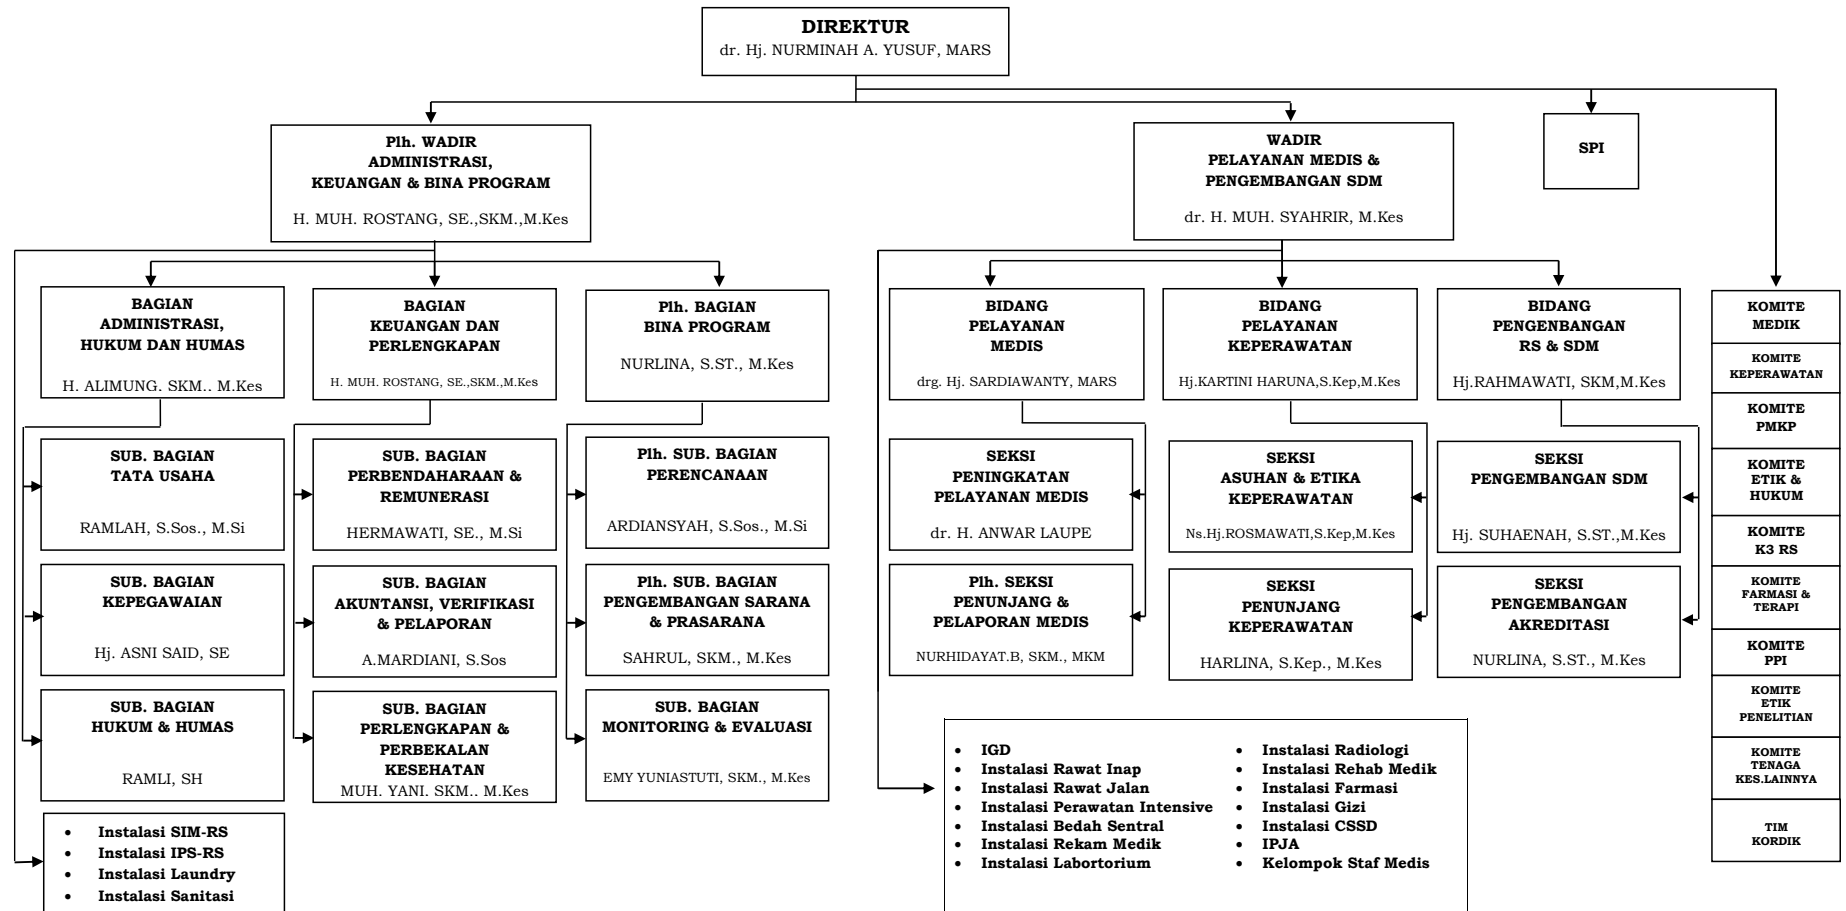 DIREKTUR
dr. Hj. NURMINAH A. YUSUF, MARS
Plh. WADIR
ADMINISTRASI,
KEUANGAN & BINA PROGRAM
H. MUH. ROSTANG, SE.,SKM.,M.Kes
WADIR
PELAYANAN MEDIS &
PENGEMBANGAN SDM
dr. H. MUH. SYAHRIR, M.Kes
SPI
BAGIAN
ADMINISTRASI,
HUKUM DAN HUMAS
H. ALIMUNG. SKM.. M.Kes
BAGIAN
KEUANGAN DAN
PERLENGKAPAN
H. MUH. ROSTANG, SE.,SKM.,M.Kes
Plh. BAGIAN
BINA PROGRAM
NURLINA, S.ST., M.Kes
BIDANG
PELAYANAN
MEDIS
drg. Hj. SARDIAWANTY, MARS
BIDANG
PELAYANAN
KEPERAWATAN
Hj.KARTINI HARUNA,S.Kep,M.Kes
BIDANG
PENGENBANGAN
RS & SDM
Hj.RAHMAWATI, SKM,M.Kes
SUB. BAGIAN
TATA USAHA
RAMLAH, S.Sos., M.Si
SUB. BAGIAN
KEPEGAWAIAN
Hj. ASNI SAID, SE
SUB. BAGIAN
HUKUM & HUMAS
RAMLI, SH
SUB. BAGIAN
PERBENDAHARAAN &
REMUNERASI
HERMAWATI, SE., M.Si
SUB. BAGIAN
AKUNTANSI, VERIFIKASI
& PELAPORAN
A.MARDIANI, S.Sos
SUB. BAGIAN
PERLENGKAPAN &
PERBEKALAN
KESEHATAN
MUH. YANI. SKM.. M.Kes
Plh. SUB. BAGIAN
PERENCANAAN
ARDIANSYAH, S.Sos., M.Si
Plh. SUB. BAGIAN
PENGEMBANGAN SARANA
& PRASARANA
SAHRUL, SKM., M.Kes
SUB. BAGIAN
MONITORING & EVALUASI
EMY YUNIASTUTI, SKM., M.Kes
SEKSI
PENINGKATAN
PELAYANAN MEDIS
dr. H. ANWAR LAUPE
Plh. SEKSI
PENUNJANG &
PELAPORAN MEDIS
NURHIDAYAT.B, SKM., MKM
SEKSI
ASUHAN & ETIKA
KEPERAWATAN
Ns.Hj.ROSMAWATI,S.Kep,M.Kes
SEKSI
PENUNJANG
KEPERAWATAN
HARLINA, S.Kep., M.Kes
SEKSI
PENGEMBANGAN SDM
Hj. SUHAENAH, S.ST.,M.Kes
SEKSI
PENGEMBANGAN
AKREDITASI
NURLINA, S.ST., M.Kes
KOMITE
MEDIK
KOMITE
KEPERAWATAN
KOMITE
PMKP
KOMITE
ETIK &
HUKUM
KOMITE
K3 RS
KOMITE
FARMASI &
TERAPI
KOMITE
PPI
KOMITE
ETIK
PENELITIAN
KOMITE
TENAGA
KES.LAINNYA
TIM
KORDIK
• Instalasi SIM-RS
• Instalasi IPS-RS
• Instalasi Laundry
• Instalasi Sanitasi
• IGD
• Instalasi Rawat Inap
• Instalasi Rawat Jalan
• Instalasi Perawatan Intensive
• Instalasi Bedah Sentral
• Instalasi Rekam Medik
• Instalasi Labortorium
• Instalasi Radiologi
• Instalasi Rehab Medik
• Instalasi Farmasi
• Instalasi Gizi
• Instalasi CSSD
• IPJA
• Kelompok Staf Medis